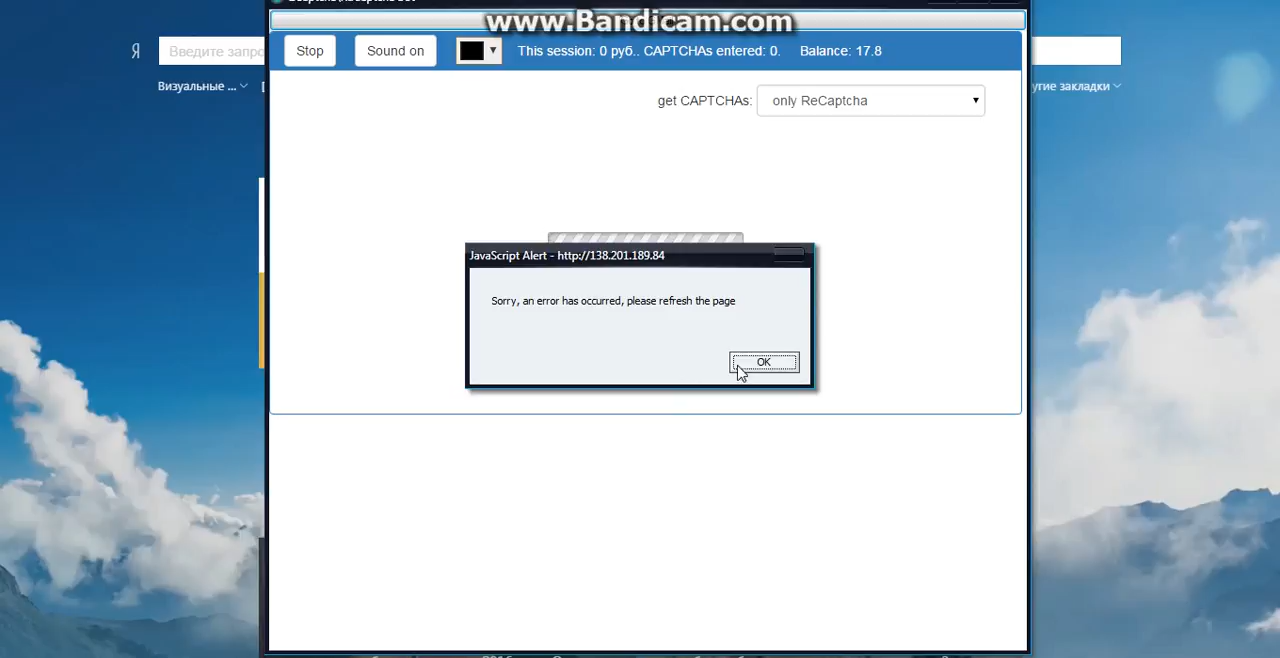 www.Bandicam.com
Я
Введите запро
Stop
Sound on
This session: 0 руб.. CAPTCHAs entered: 0.
Balance: 17.8
Визуальные ...
get CAPTCHAs:
only ReCaptcha
закладки
JavaScript Alert - http://138.201.189.84
Sorry, an error has occurred, please refresh the page
OK